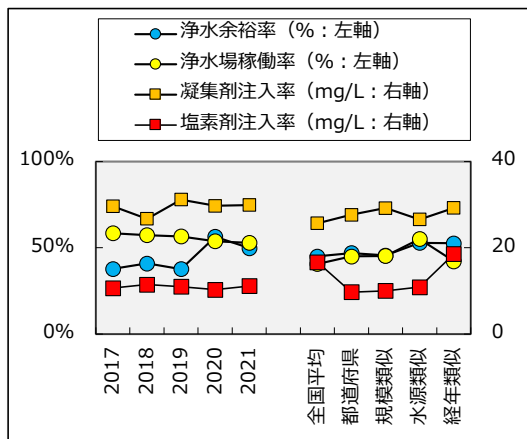 浄水余裕率（%：左軸）
浄水場稼働率（%：左軸）
凝集剤注入率（mg/L：右軸）
塩素剤注入率（mg/L：右軸）
100%
50%
0%
40
20
0
2017
2018
2019
2020
2021
全国平均
都道府県
規模類似
水源類似
経年類似